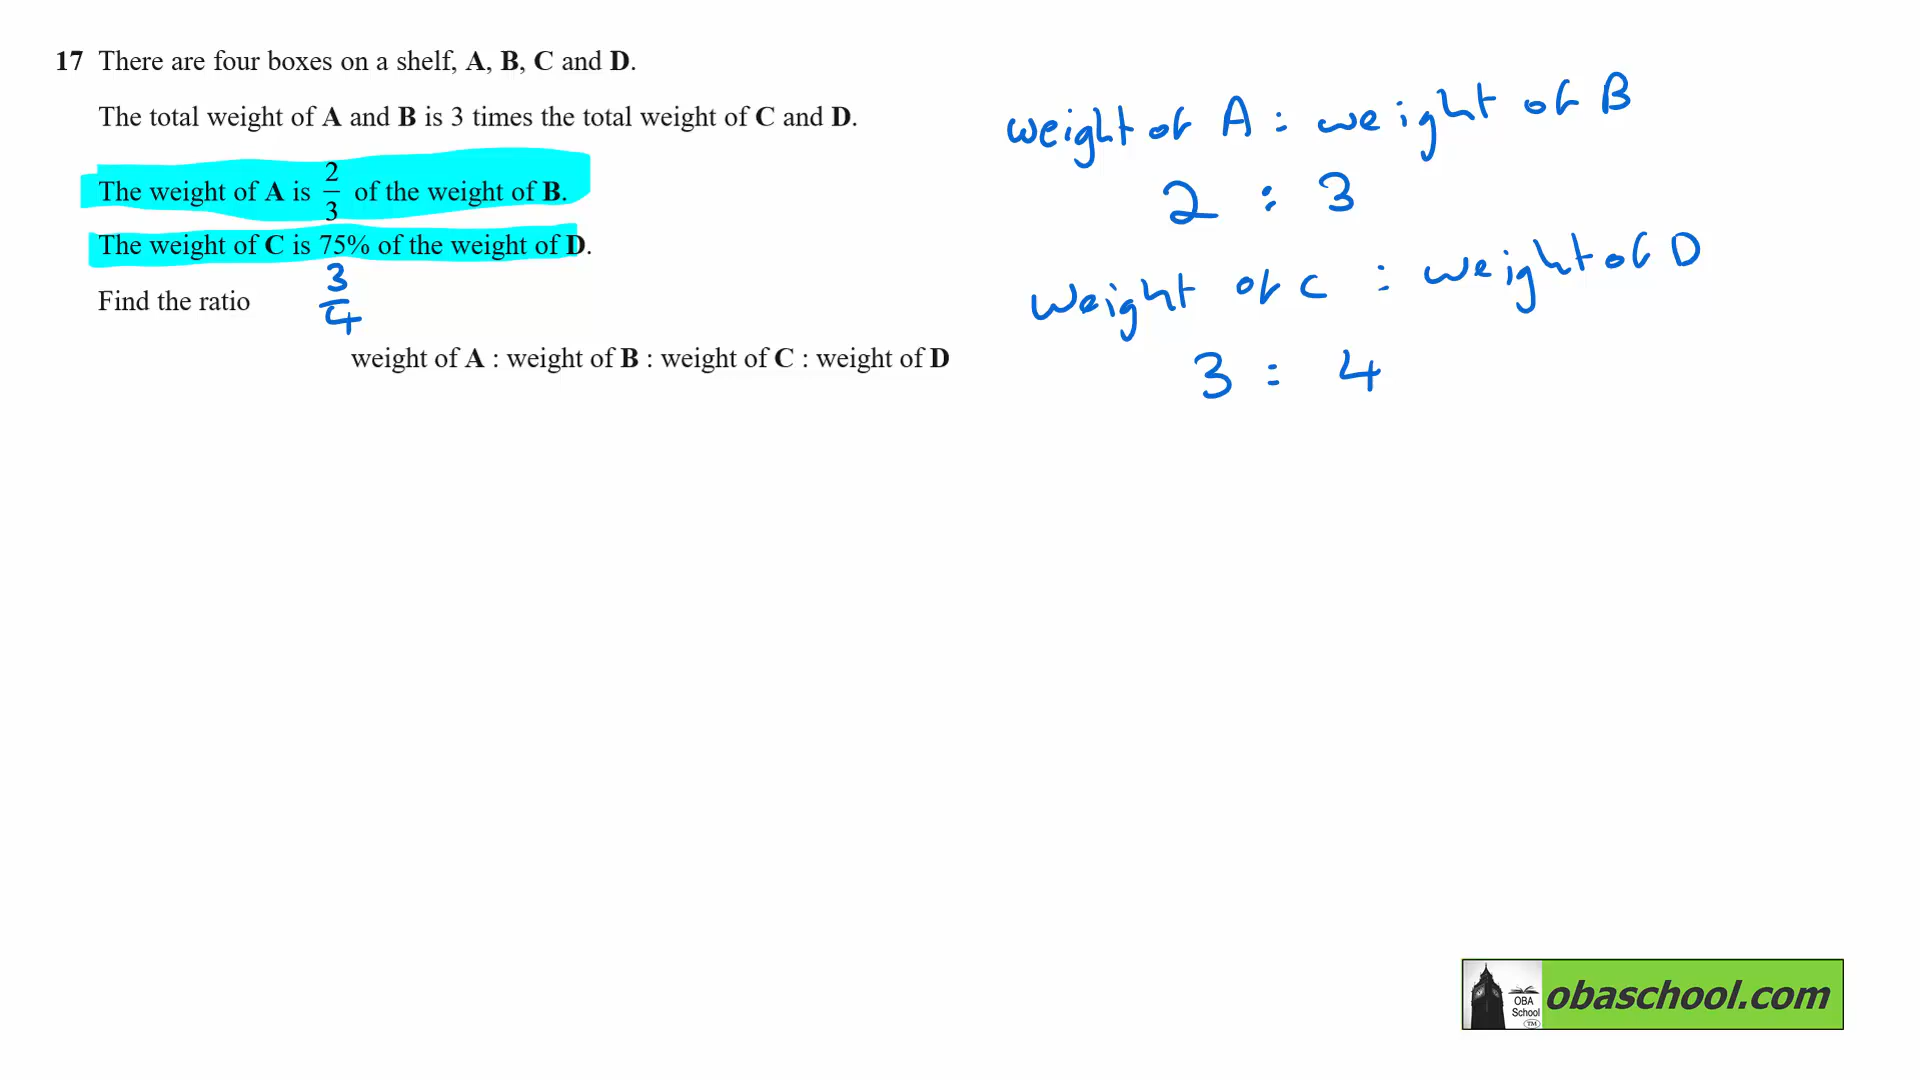 17 There are four boxes on a shelf, A, B, C and D.
The total weight of A and B is 3 times the total weight of C and D.
The weight of A is 2/3 of the weight of B.
The weight of C is 75% of the weight of D.
3/4
Find the ratio
weight of A : weight of B : weight of C : weight of D
weight of A : weight of B
2 : 3
weight of C : weight of D
3 : 4
OBA
School
TM
obaschool.com